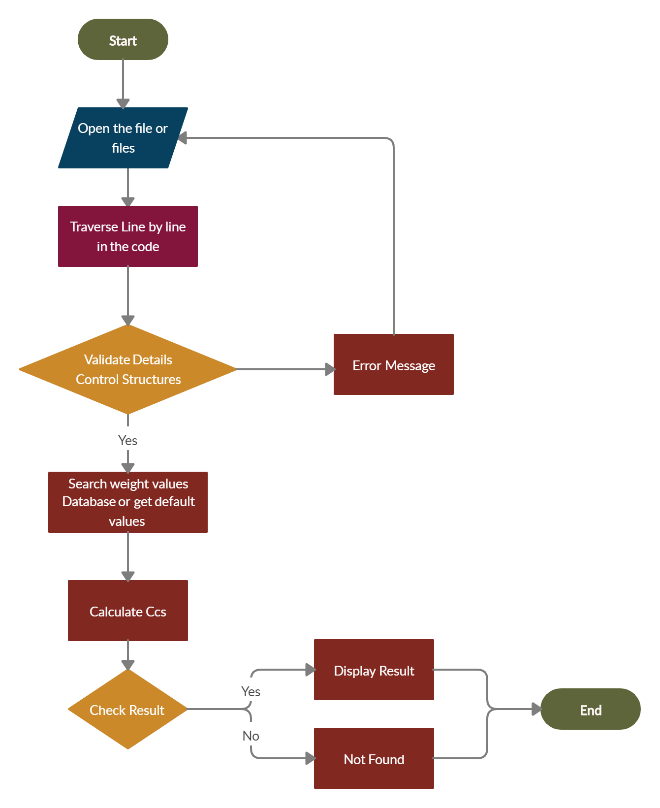 Start
Open the file or
files
Traverse Line by line
in the code
Validate Details
Control Structures
Error Message
Yes
Search weight values
Database or get default
values
Calculate Ccs
Check Result
Yes
No
Display Result
Not Found
End